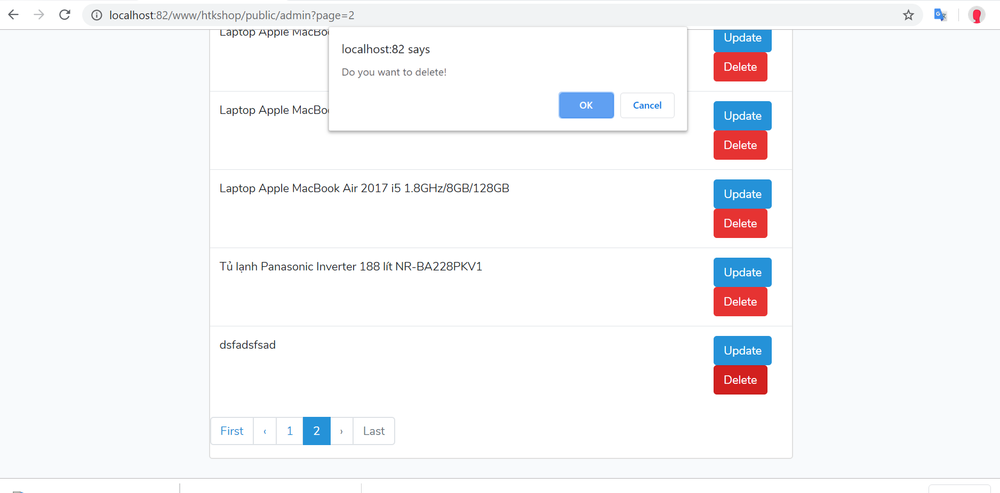 localhost:82/www/htkshop/public/admin?page=2
Laptop Apple
Update
localhost:82 says
Do you want to delete!
Delete
OK
Cancel
Laptop Apple
Update
Delete
Laptop Apple MacBook Air 2017 i5 1.8GHz/8GB/128GB
Update
Delete
Tủ lạnh Panasonic Inverter 188 lít NR-BA228PKV1
Update
Delete
dsfadsfsad
Update
Delete
First ‹ 1 2 › Last